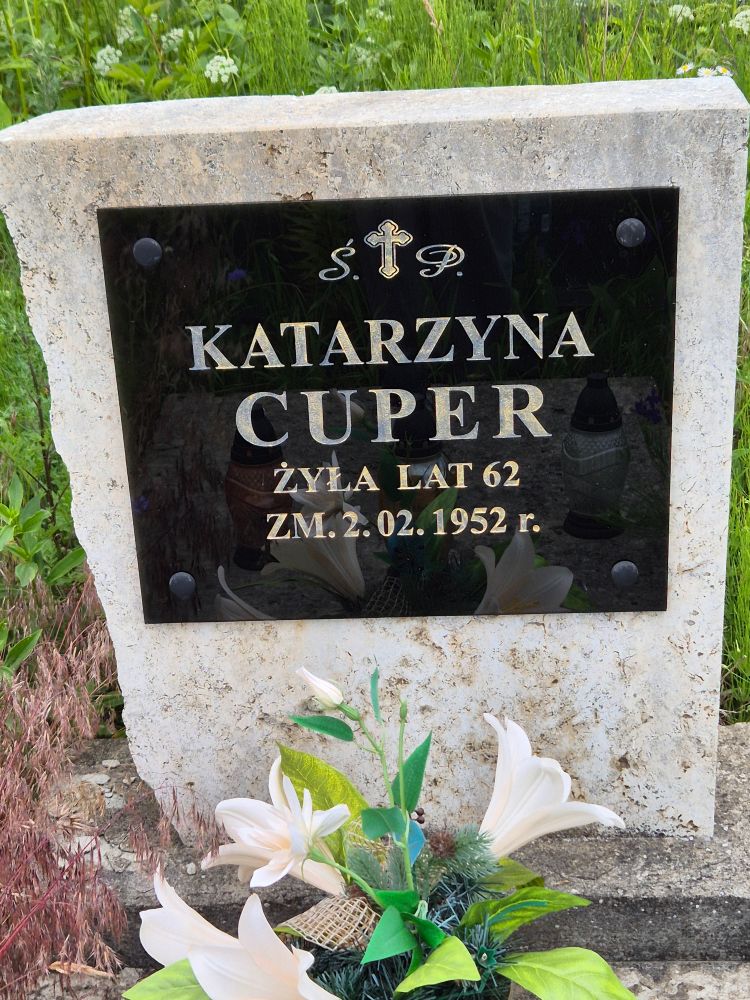 Ś. P.
KATARZYNA
CUPER
ŻYŁA LAT 62
ZM. 2. 02. 1952 r.